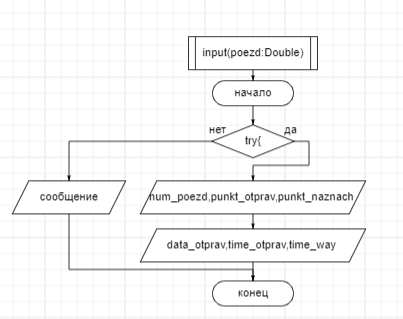 input(poezd:Double)
начало
нет
да
try{
сообщение
num_poezd,punkt_otprav,punkt_naznach
data_otprav,time_otprav,time_way
конец